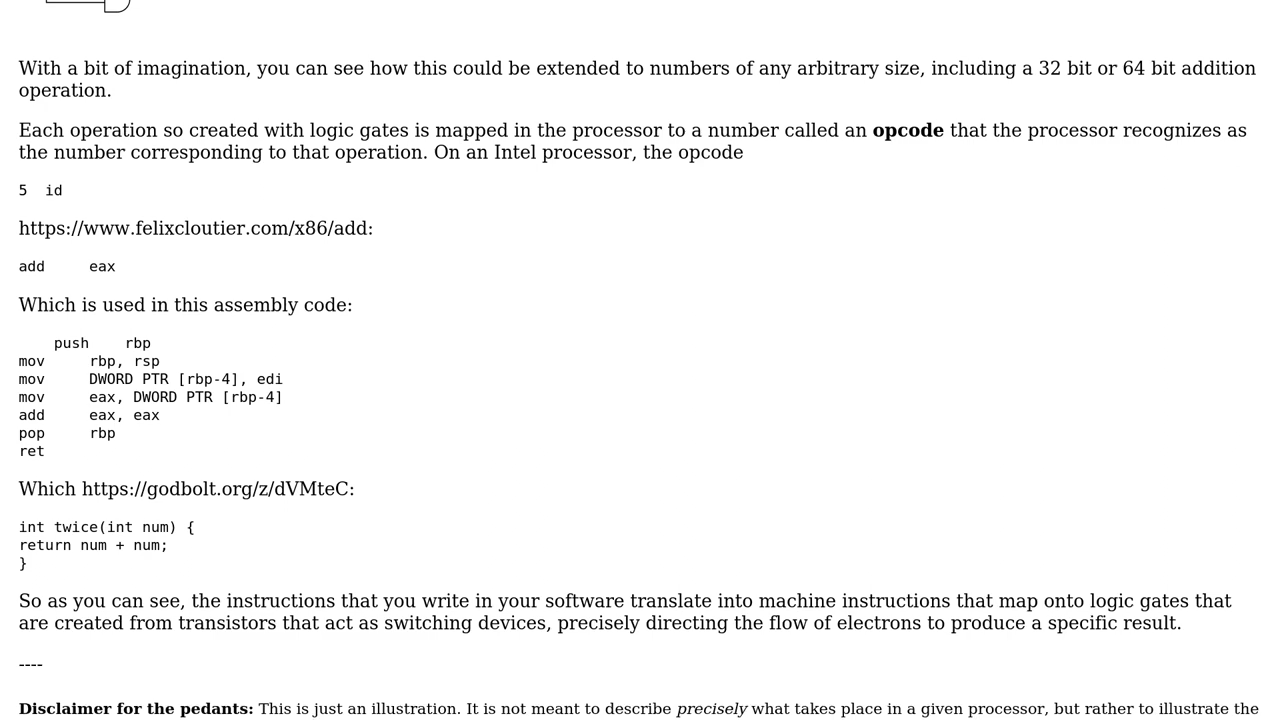 With a bit of imagination, you can see how this could be extended to numbers of any arbitrary size, including a 32 bit or 64 bit addition
operation.
Each operation so created with logic gates is mapped in the processor to a number called an opcode that the processor recognizes as
the number corresponding to that operation. On an Intel processor, the opcode
5  id
https://www.felixcloutier.com/x86/add:
add     eax
Which is used in this assembly code:
    push    rbp
mov     rbp, rsp
mov     DWORD PTR [rbp-4], edi
mov     eax, DWORD PTR [rbp-4]
add     eax, eax
pop     rbp
ret
Which https://godbolt.org/z/dVMteC:
int twice(int num) {
return num + num;
}
So as you can see, the instructions that you write in your software translate into machine instructions that map onto logic gates that
are created from transistors that act as switching devices, precisely directing the flow of electrons to produce a specific result.
----
Disclaimer for the pedants: This is just an illustration. It is not meant to describe precisely what takes place in a given processor, but rather to illustrate the